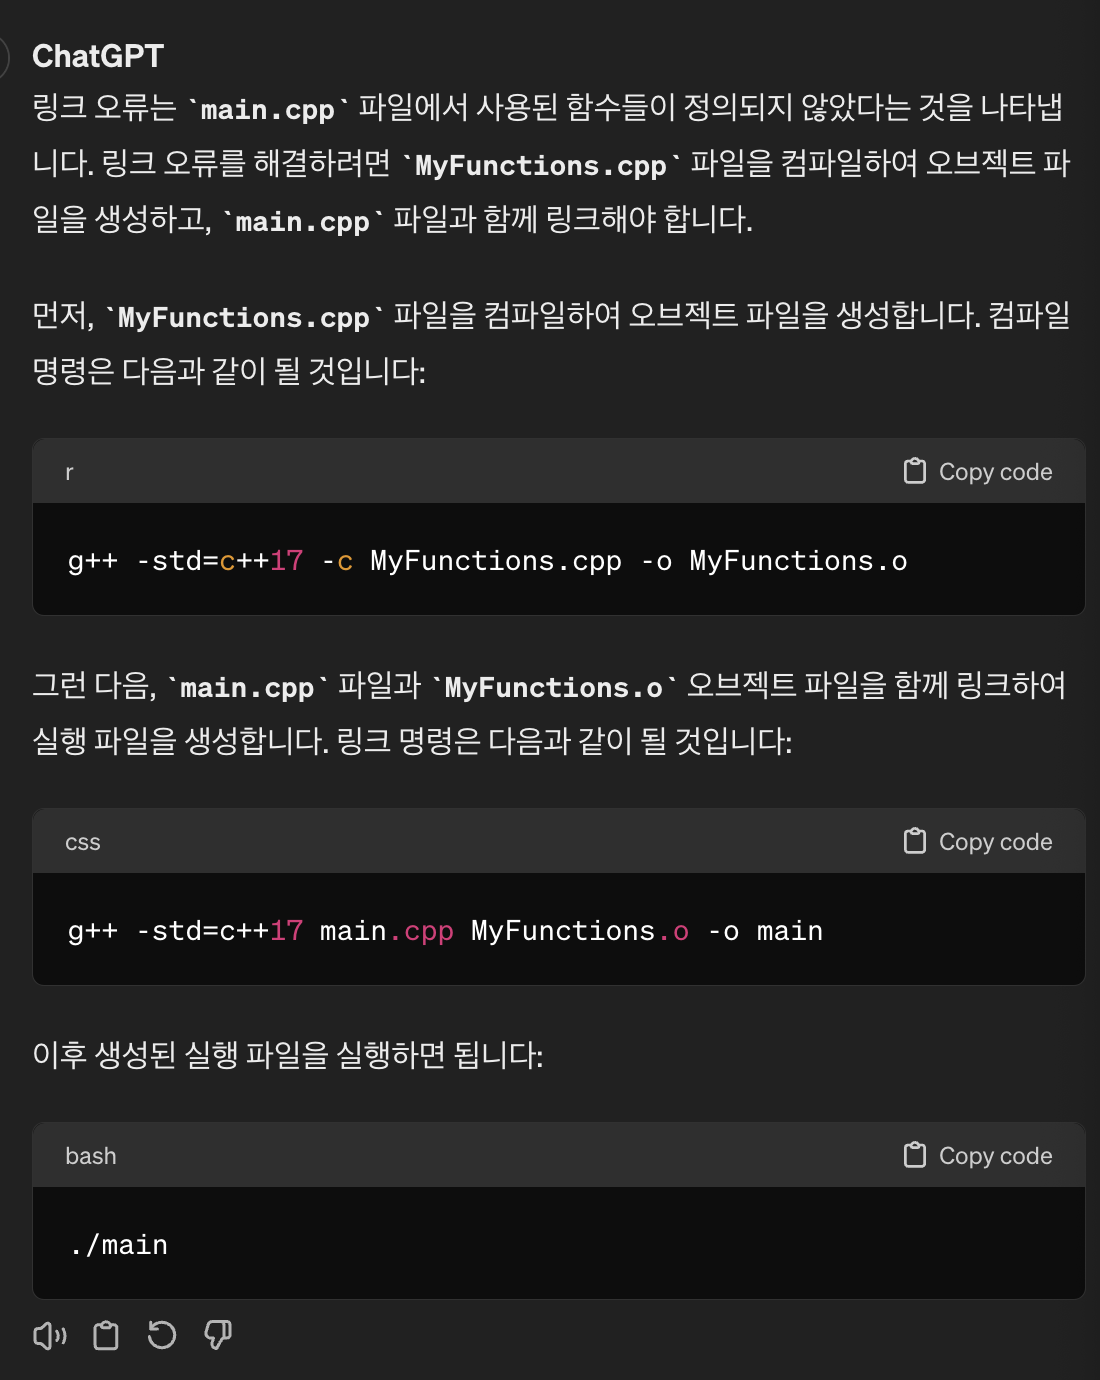 ChatGPT
링크 오류는 `main.cpp` 파일에서 사용된 함수들이 정의되지 않았다는 것을 나타냅
니다. 링크 오류를 해결하려면 `MyFunctions.cpp` 파일을 컴파일하여 오브젝트 파
일을 생성하고, `main.cpp` 파일과 함께 링크해야 합니다.
먼저, `MyFunctions.cpp` 파일을 컴파일하여 오브젝트 파일을 생성합니다. 컴파일
명령은 다음과 같이 될 것입니다:
r Copy code
g++ -std=c++17 -c MyFunctions.cpp -o MyFunctions.o
그런 다음, `main.cpp` 파일과 `MyFunctions.o` 오브젝트 파일을 함께 링크하여
실행 파일을 생성합니다. 링크 명령은 다음과 같이 될 것입니다:
css Copy code
g++ -std=c++17 main.cpp MyFunctions.o -o main
이후 생성된 실행 파일을 실행하면 됩니다:
bash Copy code
./main